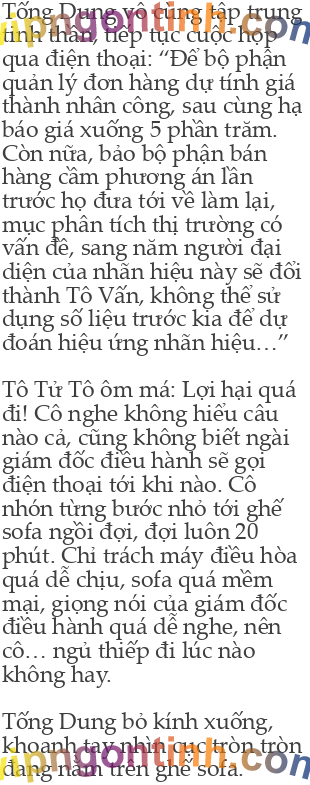 Tống Dung vô cùng tập trung
tinh thần, tiếp tục cuộc họp
qua điện thoại: “Để bộ phận
quản lý đơn hàng dự tính giá
thành nhân công, sau cùng hạ
báo giá xuống 5 phần trăm.
Còn nữa, bảo bộ phận bán
hàng cầm phương án lần
trước họ đưa tới về làm lại,
mục phân tích thị trường có
vấn đề, sang năm người đại
diện của nhãn hiệu này sẽ đổi
thành Tô Vấn, không thể sử
dụng số liệu trước kia để dự
đoán hiệu ứng nhãn hiệu…”
Tô Tử Tô ôm má: Lợi hại quá
đi! Cô nghe không hiểu câu
nào cả, cũng không biết ngài
giám đốc điều hành sẽ gọi
điện thoại tới khi nào. Cô
nhón từng bước nhỏ tới ghế
sofa ngồi đợi, đợi luôn 20
phút. Chỉ trách máy điều hòa
quá dễ chịu, sofa quá mềm
mại, giọng nói của giám đốc
điều hành quá dễ nghe, nên
cô… ngủ thiếp đi lúc nào
không hay.
Tống Dung bỏ kính xuống,
khoanh tay nhìn cục tròn tròn
đang nằm trên ghế sofa.